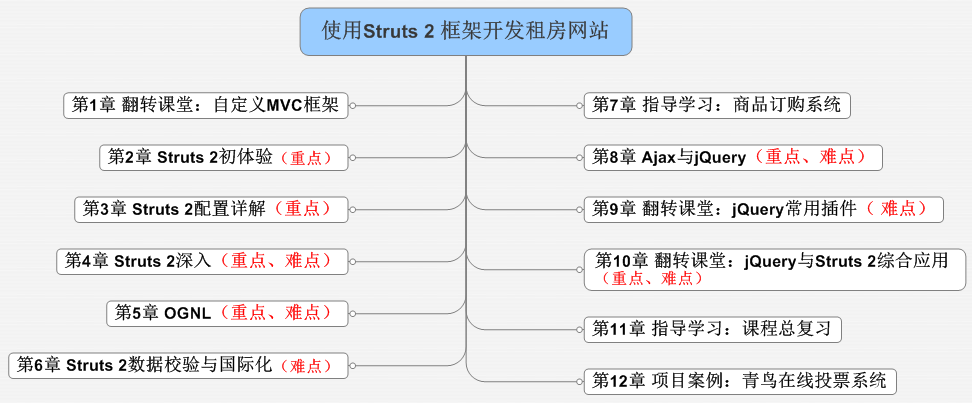 使用Struts 2 框架开发租房网站
第1章 翻转课堂：自定义MVC框架
第2章 Struts 2初体验（重点）
第3章 Struts 2配置详解（重点）
第4章 Struts 2深入（重点、难点）
第5章 OGNL（重点、难点）
第6章 Struts 2数据校验与国际化（难点）
第7章 指导学习：商品订购系统
第8章 Ajax与jQuery（重点、难点）
第9章 翻转课堂：jQuery常用插件（ 难点）
第10章 翻转课堂：jQuery与Struts 2综合应用
（重点、难点）
第11章 指导学习：课程总复习
第12章 项目案例：青鸟在线投票系统